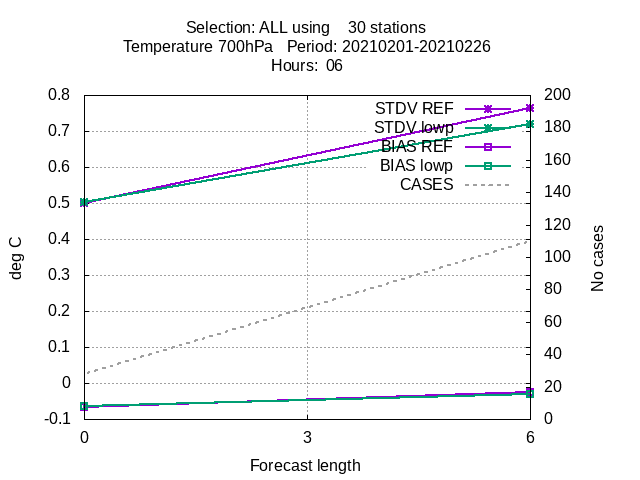 Selection: ALL using    30 stations
Temperature 700hPa   Period: 20210201-20210226
Hours: 06
STDV REF
STDV lowp
BIAS REF
BIAS lowp
CASES
0.8
0.7
0.6
0.5
0.4
0.3
0.2
0.1
0
-0.1
deg C
200
180
160
140
120
100
80
60
40
20
0
No cases
0 3 6
Forecast length